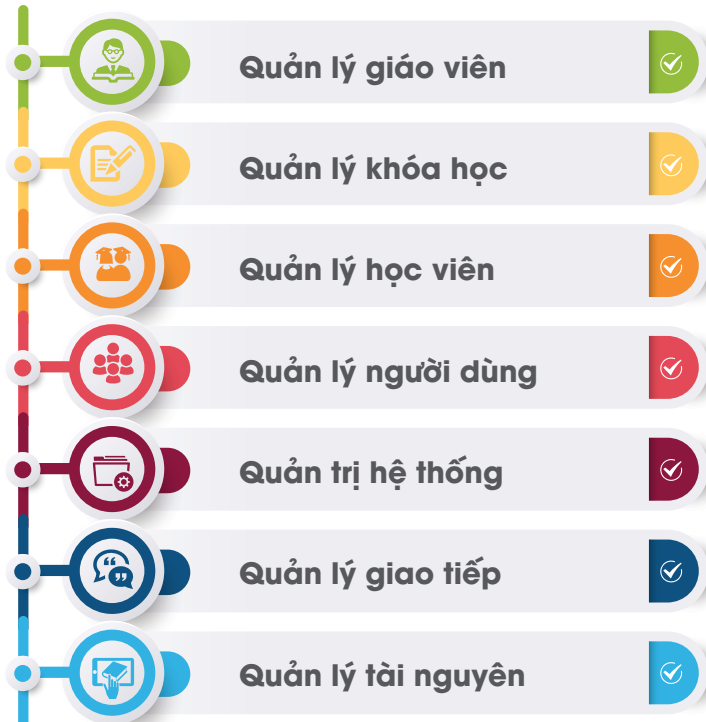 Quản lý giáo viên
Quản lý khóa học
Quản lý học viên
Quản lý người dùng
Quản trị hệ thống
Quản lý giao tiếp
Quản lý tài nguyên